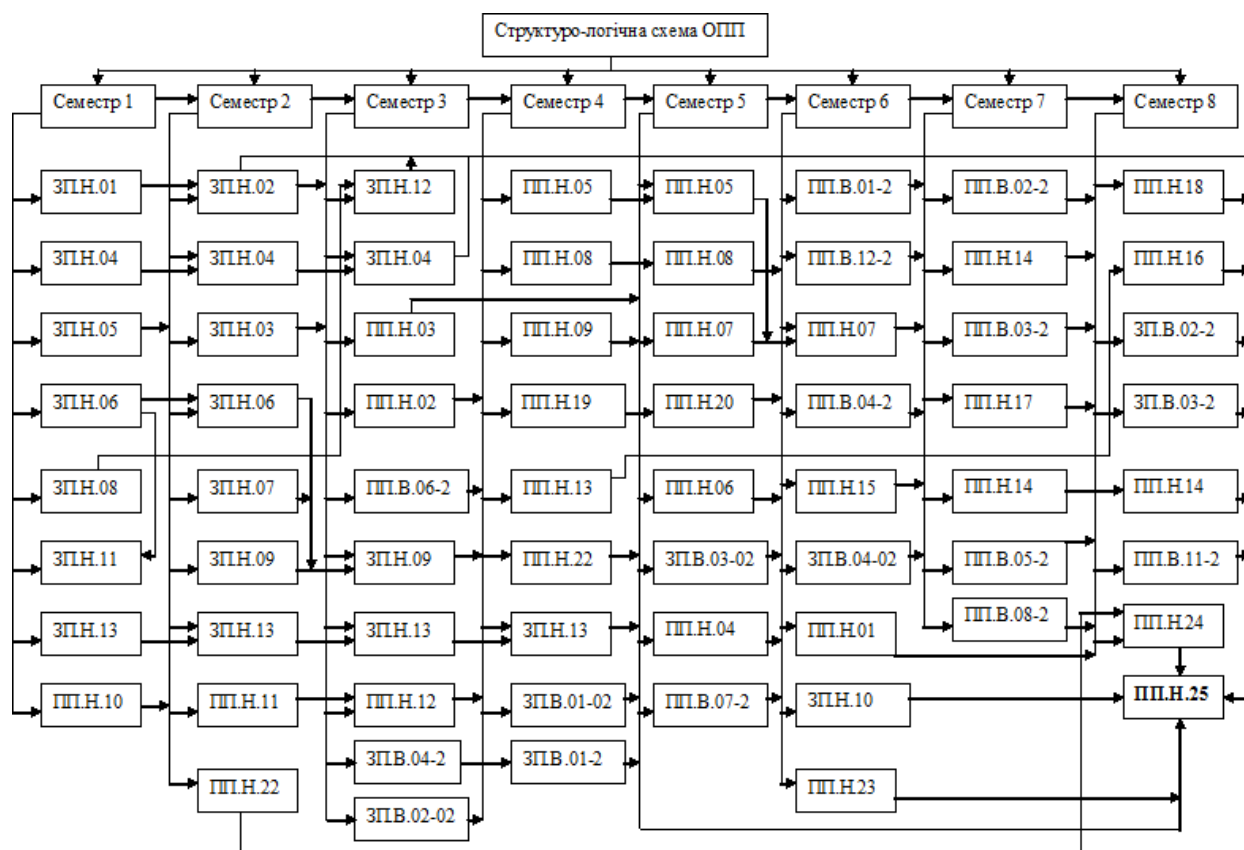 Структуро-логічна схема ОПП
Семестр 1
Семестр 2
Семестр 3
Семестр 4
Семестр 5
Семестр 6
Семестр 7
Семестр 8
ЗП.Н.01
ЗП.Н.02
ЗП.Н.12
ПП.Н.05
ПП.Н.05
ПП.В.01-2
ПП.В.02-2
ПП.Н.18
ЗП.Н.04
ЗП.Н.04
ЗП.Н.04
ПП.Н.08
ПП.Н.08
ПП.В.12-2
ПП.Н.14
ПП.Н.16
ЗП.Н.05
ЗП.Н.03
ПП.Н.03
ПП.Н.09
ПП.Н.07
ПП.Н.07
ПП.В.03-2
ЗП.В.02-2
ЗП.Н.06
ЗП.Н.06
ПП.Н.02
ПП.Н.19
ПП.Н.20
ПП.В.04-2
ПП.Н.17
ЗП.В.03-2
ЗП.Н.08
ЗП.Н.07
ПП.В.06-2
ПП.Н.13
ПП.Н.06
ПП.Н.15
ПП.Н.14
ПП.Н.14
ЗП.Н.11
ЗП.Н.09
ЗП.Н.09
ПП.Н.22
ЗП.В.03-02
ЗП.В.04-02
ПП.В.05-2
ПП.В.11-2
ЗП.Н.13
ЗП.Н.13
ЗП.Н.13
ЗП.Н.13
ПП.Н.04
ПП.Н.01
ПП.В.08-2
ПП.Н.24
ПП.Н.10
ПП.Н.11
ПП.Н.12
ЗП.В.01-02
ПП.В.07-2
ЗП.Н.10
ПП.Н.25
ЗП.В.04-2
ЗП.В.01-2
ПП.Н.22
ПП.Н.23
ЗП.В.02-02